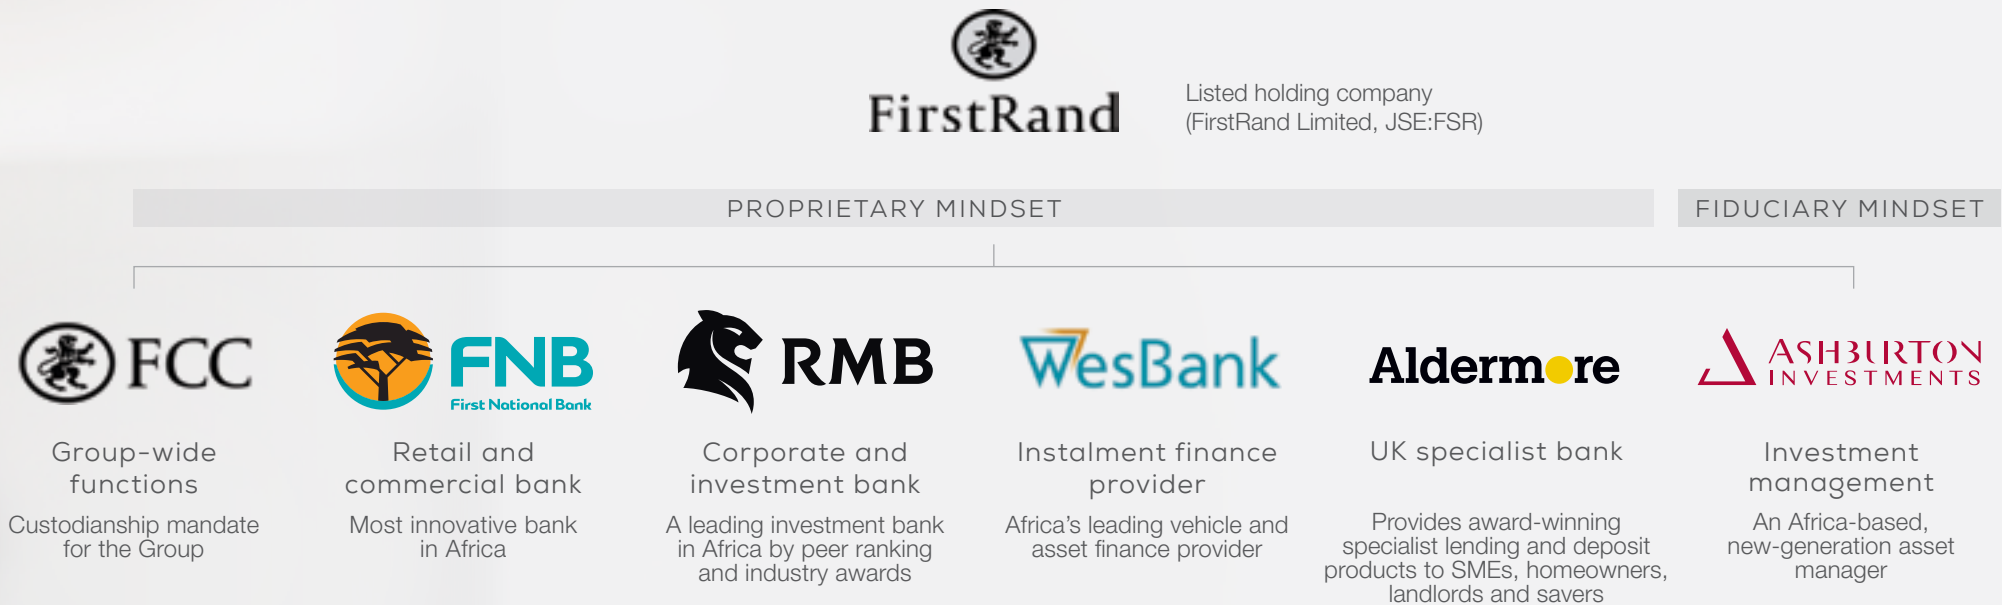 FirstRand
Listed holding company
(FirstRand Limited, JSE:FSR)
PROPRIETARY MINDSET
FIDUCIARY MINDSET
FCC
Group-wide
functions
Custodianship mandate
for the Group
FNB
First National Bank
Retail and
commercial bank
Most innovative bank
in Africa
RMB
Corporate and
investment bank
A leading investment bank
in Africa by peer ranking
and industry awards
WesBank
Instalment finance
provider
Africa’s leading vehicle and
asset finance provider
Aldermore
UK specialist bank
Provides award-winning
specialist lending and deposit
products to SMEs, homeowners,
landlords and savers
ASHBURTON
INVESTMENTS
Investment
management
An Africa-based,
new-generation asset
manager